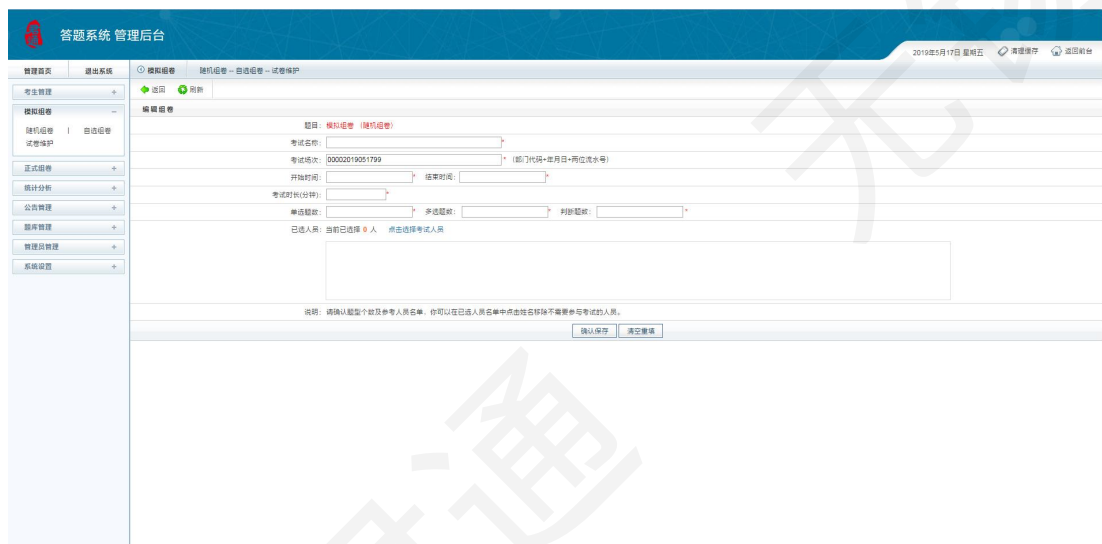 答题系统 管理后台
2019年5月17日 星期五 清理缓存 返回前台
管理首页 退出系统
模拟组卷 随机组卷 -- 自选组卷 -- 试卷维护
考生管理 +
返回 刷新
模拟组卷 -
编辑组卷
随机组卷 | 自选组卷
试卷维护
正式组卷 +
统计分析 +
公告管理 +
题库管理 +
管理员管理 +
系统设置 +
题目: 模拟组卷 (随机组卷)
考试名称: *
考试场次: 00002019051799 * (部门代码+年月日+两位流水号)
开始时间: * 结束时间: *
考试时长(分钟): *
单选题数: * 多选题数: * 判断题数: *
已选人员: 当前已选择 0 人 点击选择考试人员
说明: 请确认题型个数及参考人员名单,你可以在已选人员名单中点击姓名移除不需要参与考试的人员。
确认保存 清空重填
通